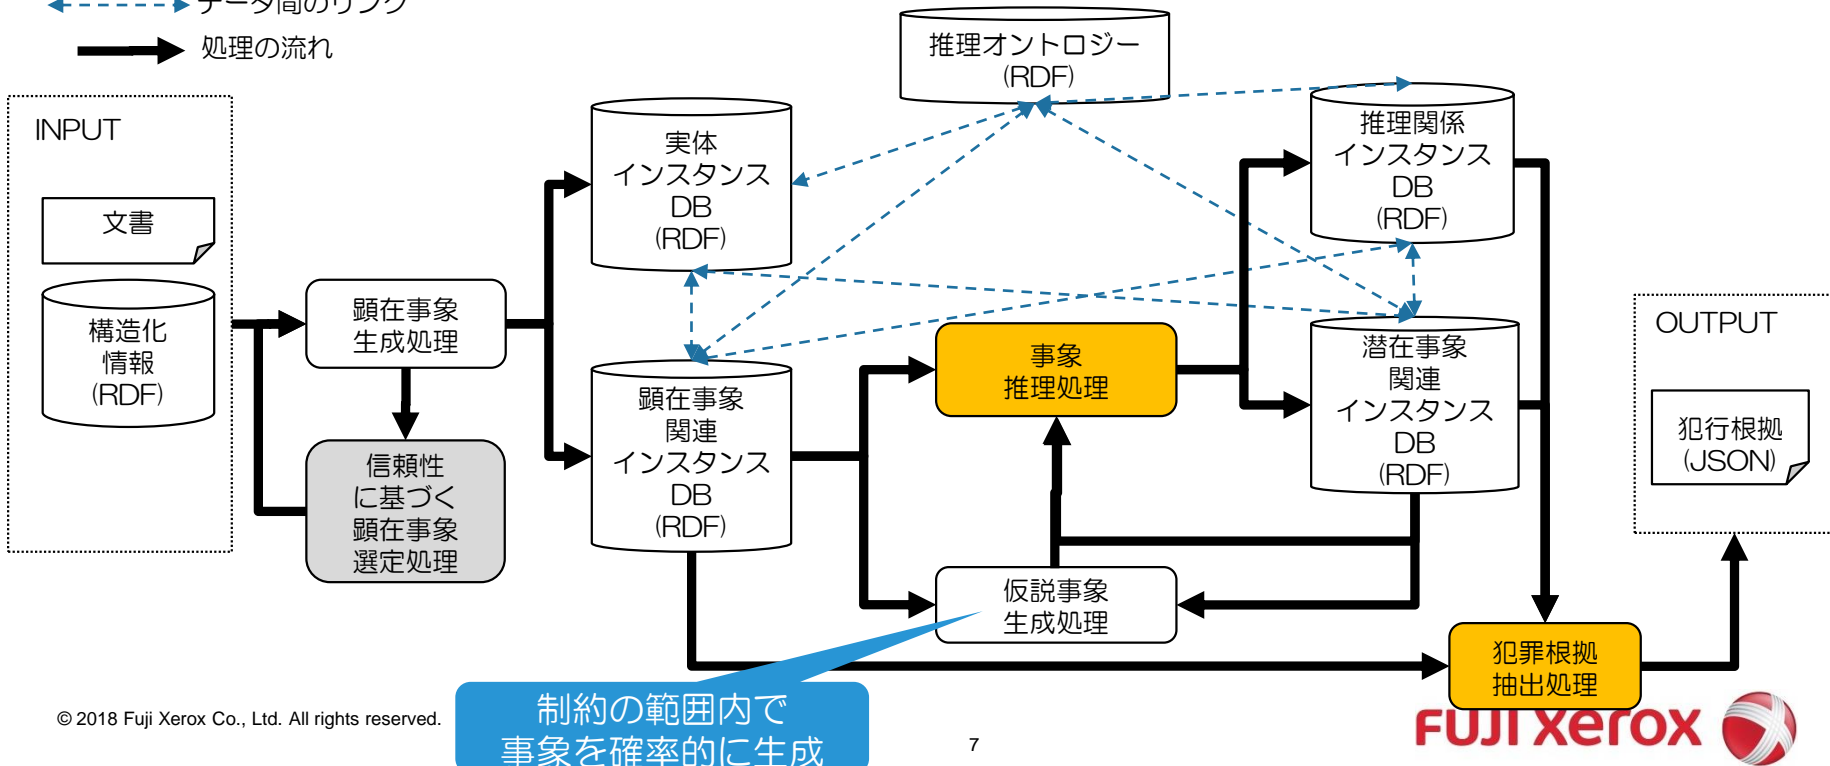 データ間のリンク
処理の流れ
INPUT
文書
構造化
情報
(RDF)
顕在事象
生成処理
信頼性
に基づく
顕在事象
選定処理
実体
インスタンス
DB
(RDF)
顕在事象
関連
インスタンス
DB
(RDF)
推理オントロジー
(RDF)
事象
推理処理
仮説事象
生成処理
制約の範囲内で
事象を確率的に生成
推理関係
インスタンス
DB
(RDF)
潜在事象
関連
インスタンス
DB
(RDF)
犯罪根拠
抽出処理
OUTPUT
犯行根拠
(JSON)
© 2018 Fuji Xerox Co., Ltd. All rights reserved.
7
FUJI xerox